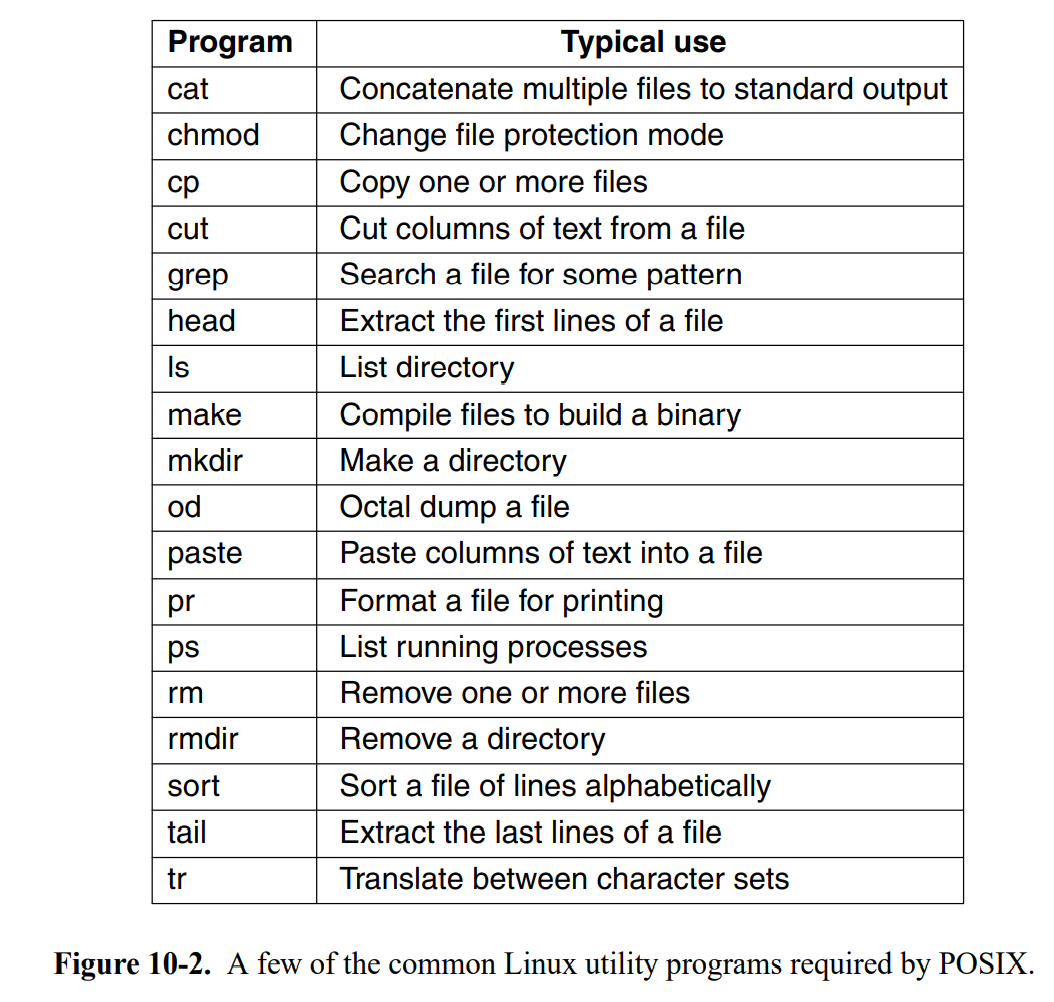 Program Typical use
cat Concatenate multiple files to standard output
chmod Change file protection mode
cp Copy one or more files
cut Cut columns of text from a file
grep Search a file for some pattern
head Extract the first lines of a file
ls List directory
make Compile files to build a binary
mkdir Make a directory
od Octal dump a file
paste Paste columns of text into a file
pr Format a file for printing
ps List running processes
rm Remove one or more files
rmdir Remove a directory
sort Sort a file of lines alphabetically
tail Extract the last lines of a file
tr Translate between character sets
Figure 10-2. A few of the common Linux utility programs required by POSIX.